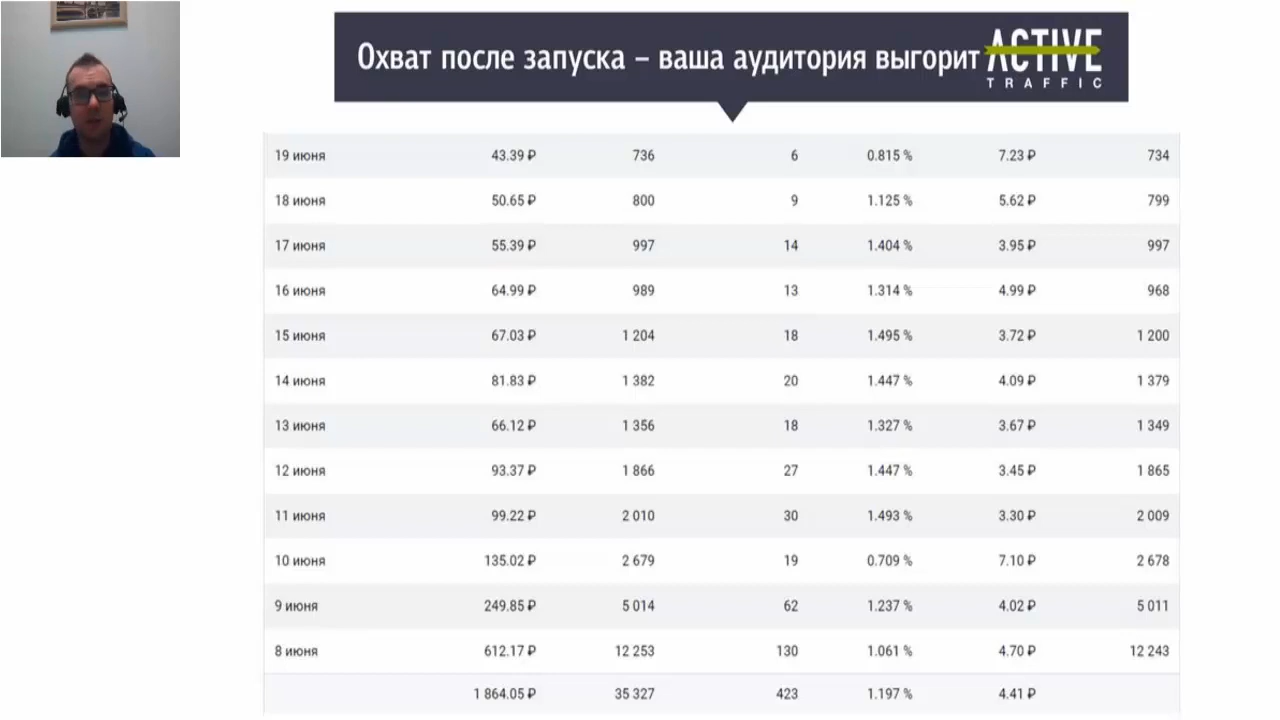 Охват после запуска – ваша аудитория выгорит
ACTIVE
TRAFFIC
19 июня 43.39 ₽ 736 6 0.815 % 7.23 ₽ 734
18 июня 50.65 ₽ 800 9 1.125 % 5.62 ₽ 799
17 июня 55.39 ₽ 997 14 1.404 % 3.95 ₽ 997
16 июня 64.99 ₽ 989 13 1.314 % 4.99 ₽ 968
15 июня 67.03 ₽ 1 204 18 1.495 % 3.72 ₽ 1 200
14 июня 81.83 ₽ 1 382 20 1.447 % 4.09 ₽ 1 379
13 июня 66.12 ₽ 1 356 18 1.327 % 3.67 ₽ 1 349
12 июня 93.37 ₽ 1 866 27 1.447 % 3.45 ₽ 1 865
11 июня 99.22 ₽ 2 010 30 1.493 % 3.30 ₽ 2 009
10 июня 135.02 ₽ 2 679 19 0.709 % 7.10 ₽ 2 678
9 июня 249.85 ₽ 5 014 62 1.237 % 4.02 ₽ 5 011
8 июня 612.17 ₽ 12 253 130 1.061 % 4.70 ₽ 12 243
1 864.05 ₽ 35 327 423 1.197 % 4.41 ₽